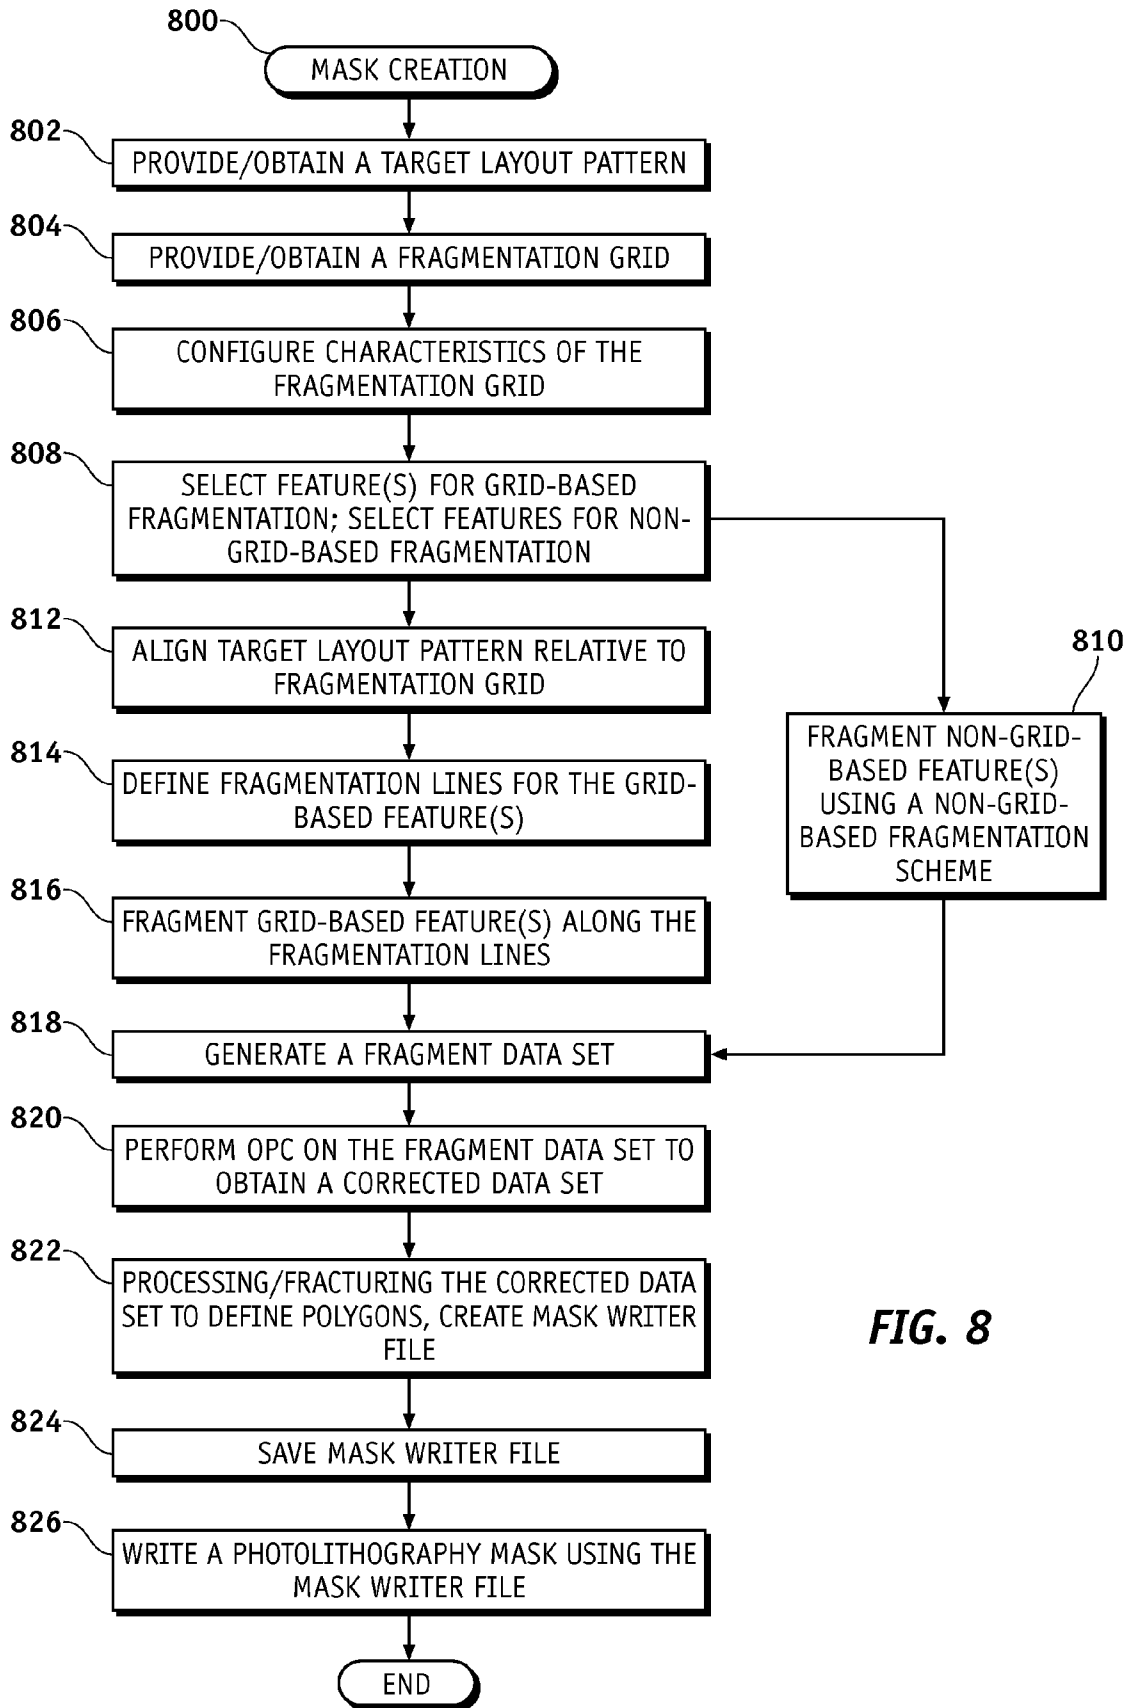 800
MASK CREATION
802
PROVIDE/OBTAIN A TARGET LAYOUT PATTERN
804
PROVIDE/OBTAIN A FRAGMENTATION GRID
806
CONFIGURE CHARACTERISTICS OF THE
FRAGMENTATION GRID
808
SELECT FEATURE(S) FOR GRID-BASED
FRAGMENTATION; SELECT FEATURES FOR NON-
GRID-BASED FRAGMENTATION
812
ALIGN TARGET LAYOUT PATTERN RELATIVE TO
FRAGMENTATION GRID
810
FRAGMENT NON-GRID-
BASED FEATURE(S)
USING A NON-GRID-
BASED FRAGMENTATION
SCHEME
814
DEFINE FRAGMENTATION LINES FOR THE GRID-
BASED FEATURE(S)
816
FRAGMENT GRID-BASED FEATURE(S) ALONG THE
FRAGMENTATION LINES
818
GENERATE A FRAGMENT DATA SET
820
PERFORM OPC ON THE FRAGMENT DATA SET TO
OBTAIN A CORRECTED DATA SET
822
PROCESSING/FRACTURING THE CORRECTED DATA
SET TO DEFINE POLYGONS, CREATE MASK WRITER
FILE
FIG. 8
824
SAVE MASK WRITER FILE
826
WRITE A PHOTOLITHOGRAPHY MASK USING THE
MASK WRITER FILE
END